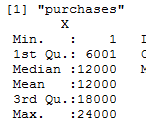 [1] "purchases"
X
Min. : 1
1st Qu.: 6001
Median :12000
Mean :12000
3rd Qu.:18000
Max. :24000